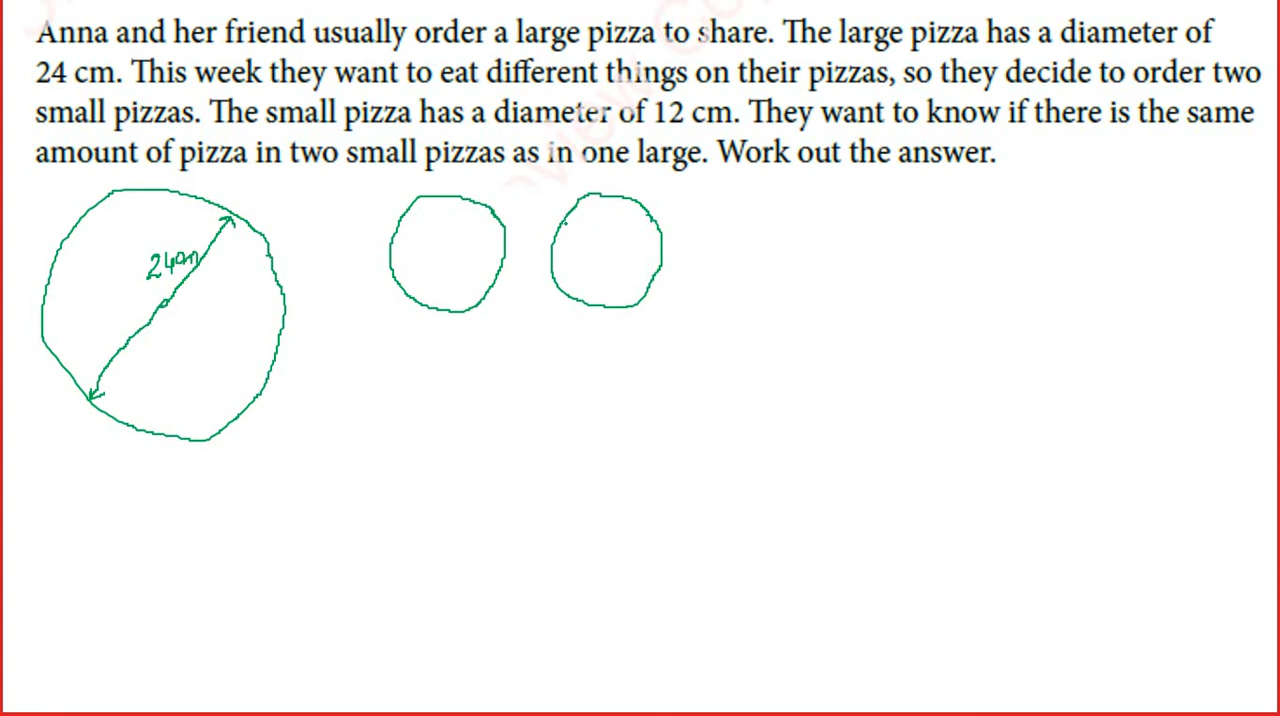 Anna and her friend usually order a large pizza to share. The large pizza has a diameter of
24 cm. This week they want to eat different things on their pizzas, so they decide to order two
small pizzas. The small pizza has a diameter of 12 cm. They want to know if there is the same
amount of pizza in two small pizzas as in one large. Work out the answer.
24cm